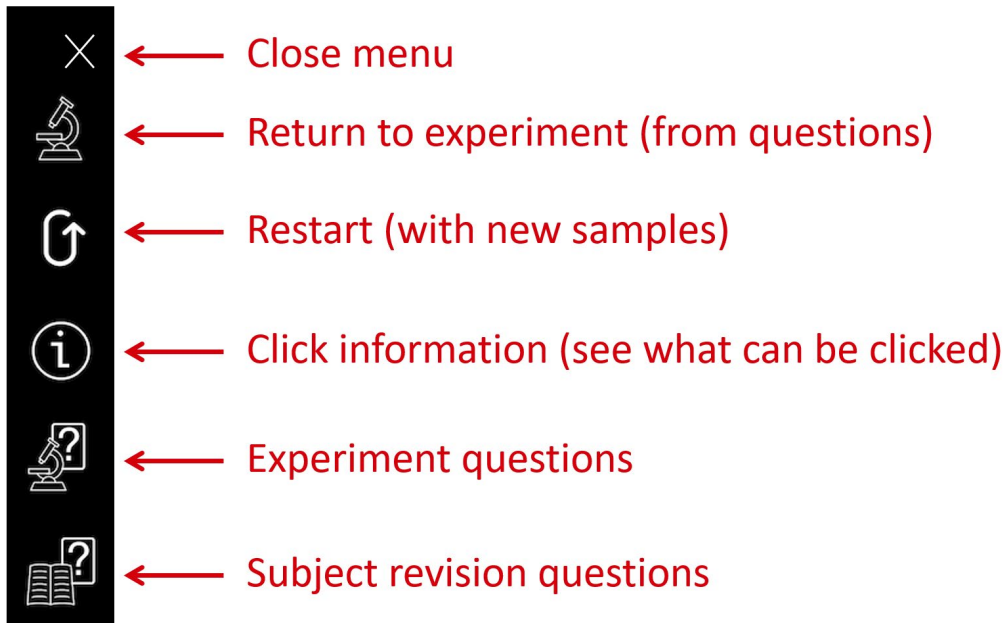 Close menu
Return to experiment (from questions)
Restart (with new samples)
Click information (see what can be clicked)
Experiment questions
Subject revision questions